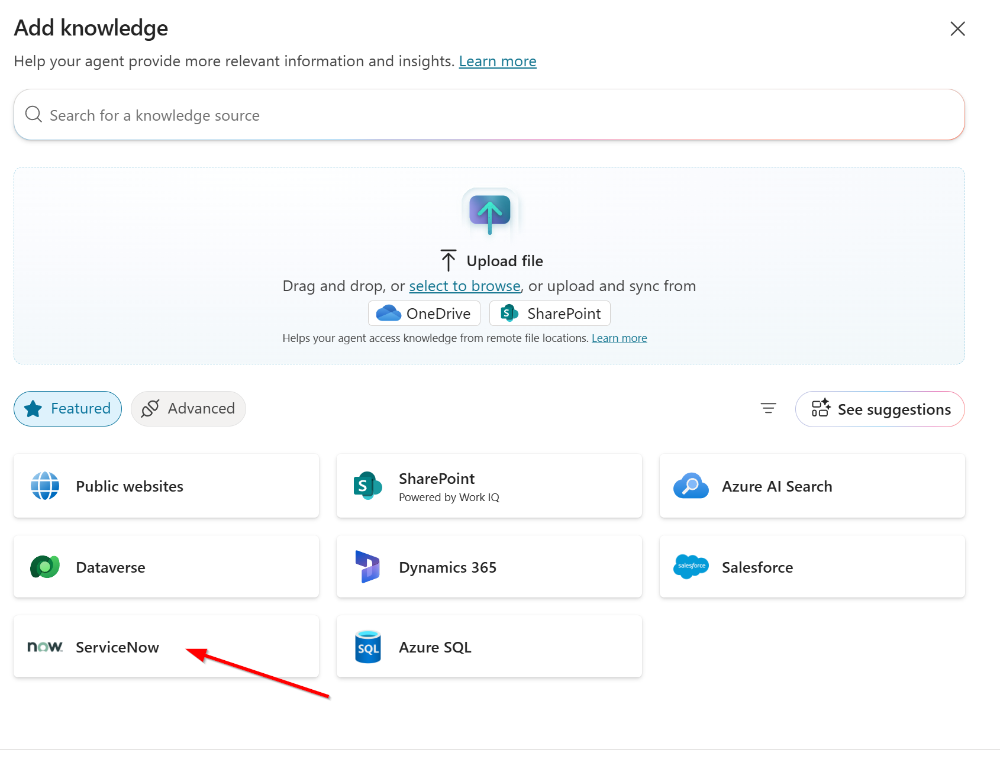 Add knowledge
Help your agent provide more relevant information and insights. Learn more
Search for a knowledge source
Upload file
Drag and drop, or select to browse, or upload and sync from
OneDrive
S SharePoint
Helps your agent access knowledge from remote file locations. Learn more
Featured
Advanced
See suggestions
Public websites
S SharePoint
Powered by Work IQ
Azure AI Search
Dataverse
Dynamics 365
salesforce Salesforce
now. ServiceNow
SQL Azure SQL